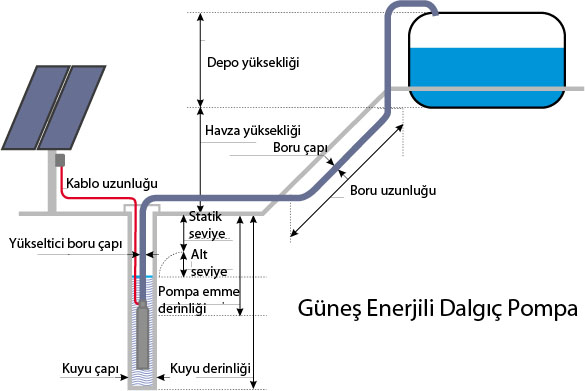 Depo yüksekliği
Havza yüksekliği
Boru çapı
Kablo uzunluğu
Boru uzunluğu
Statik
seviye
Yükseltici boru çapı
Alt
seviye
Pompa emme
derinliği
Güneş Enerjili Dalgıç Pompa
Kuyu çapı
Kuyu derinliği